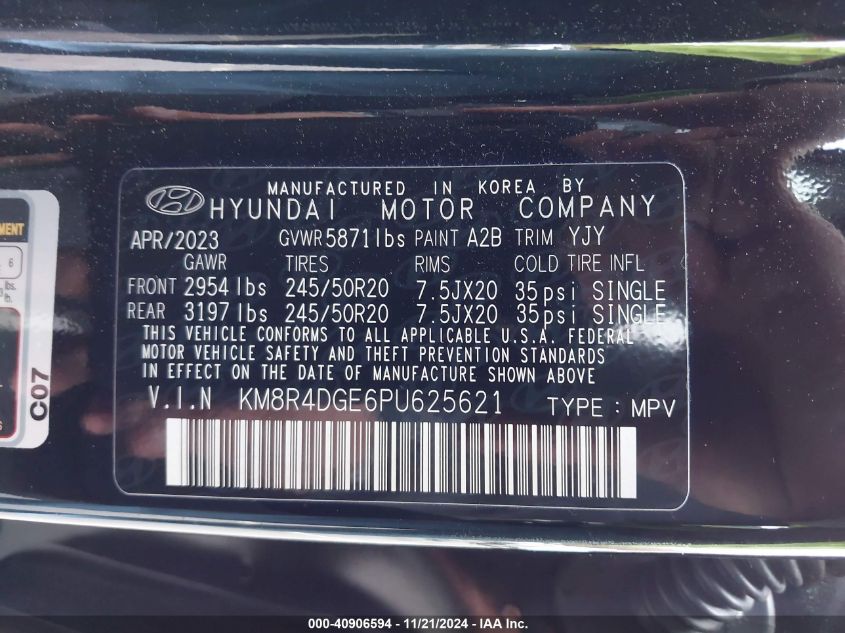 MANUFACTURED IN KOREA BY
HYUNDAI MOTOR COMPANY
APR/2023 GVWR 5871lbs PAINT A2B TRIM YJY
GAWR TIRES RIMS COLD TIRE INFL
FRONT 2954 lbs 245/50R20 7.5JX20 35psi SINGLE
REAR 3197 lbs 245/50R20 7.5JX20 35psi SINGLE
THIS VEHICLE CONFORMS TO ALL APPLICABLE U.S.A. FEDERAL
MOTOR VEHICLE SAFETY AND THEFT PREVENTION STANDARDS
IN EFFECT ON THE DATE OF MANUFACTURE SHOWN ABOVE
V.I.N KM8R4DGE6PU625621 TYPE : MPV
6
lbs.
lb.
C07
000-40906594 - 11/21/2024 - IAA Inc.